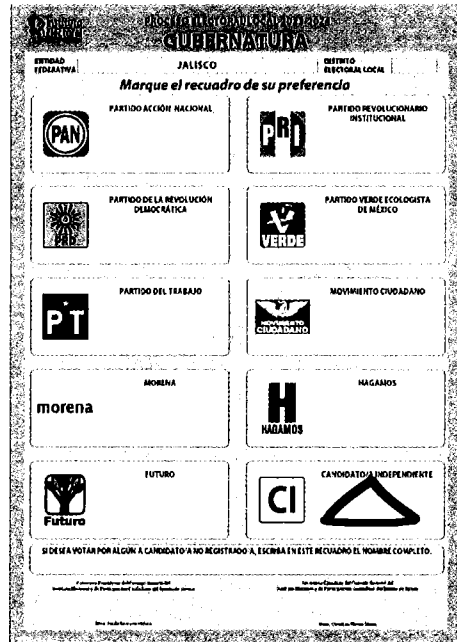 PROCESO ELECTORAL LOCAL 2023-2024
GUBERNATURA
ENTIDAD
FEDERATIVA
JALISCO
DISTRITO
ELECTORAL LOCAL
Marque el recuadro de su preferencia
PAN
PARTIDO ACCIÓN NACIONAL
PRI
PARTIDO REVOLUCIONARIO
INSTITUCIONAL
PRD
PARTIDO DE LA REVOLUCIÓN
DEMOCRÁTICA
VERDE
PARTIDO VERDE ECOLOGISTA
DE MÉXICO
PT
PARTIDO DEL TRABAJO
MOVIMIENTO
CIUDADANO
MOVIMIENTO CIUDADANO
morena
MORENA
HAGAMOS
HAGAMOS
Futuro
FUTURO
CI
CANDIDATO/A INDEPENDIENTE
SI DESEA VOTAR POR ALGÚN A CANDIDATO/A NO REGISTRADO/A, ESCRIBA EN ESTE RECUADRO EL NOMBRE COMPLETO.